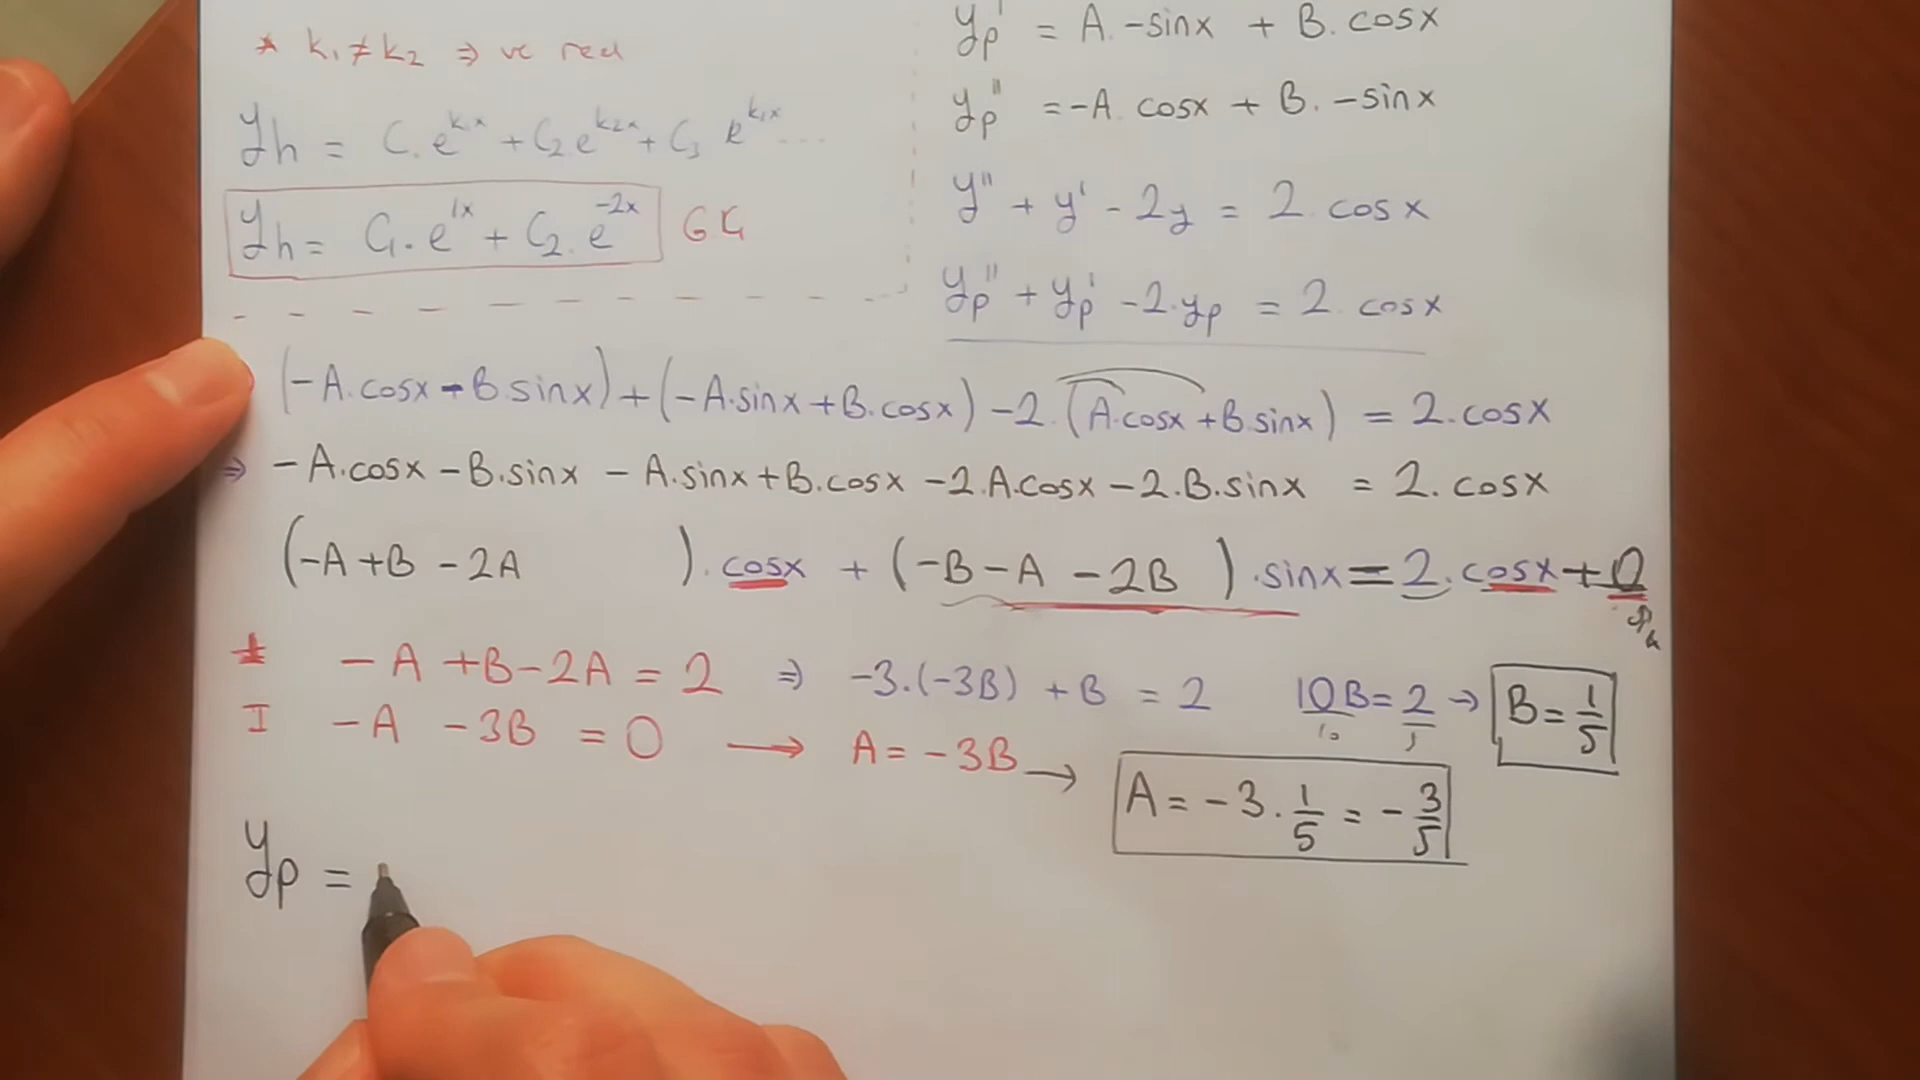 * k₁ ≠ k₂ ⇒ ve reel
yh = C.e^k₁x + C₂e^k₂x + C₃ e^k₁x ...
yh = C₁.e^1x + C₂.e^-2x
yp' = A.-sinx + B.cosx
yp'' = -A.cosx + B.-sinx
y'' + y' - 2y = 2 cosx
yp'' + yp' - 2.yp = 2 cosx
(-A.cosx - B.sinx) + (-A.sinx + B.cosx) - 2.(A.cosx + B.sinx) = 2.cosx
⇒ -A.cosx - B.sinx - A.sinx + B.cosx - 2.A.cosx - 2.B.sinx = 2.cosx
(-A + B - 2A ).cosx + (-B - A - 2B).sinx = 2.cosx + 0
* -A + B - 2A = 2 ⇒ -3.(-3B) + B = 2 10B = 2 → B = 1/5
I -A - 3B = 0 → A = -3B → A = -3.1/5 = -3/5
yp =